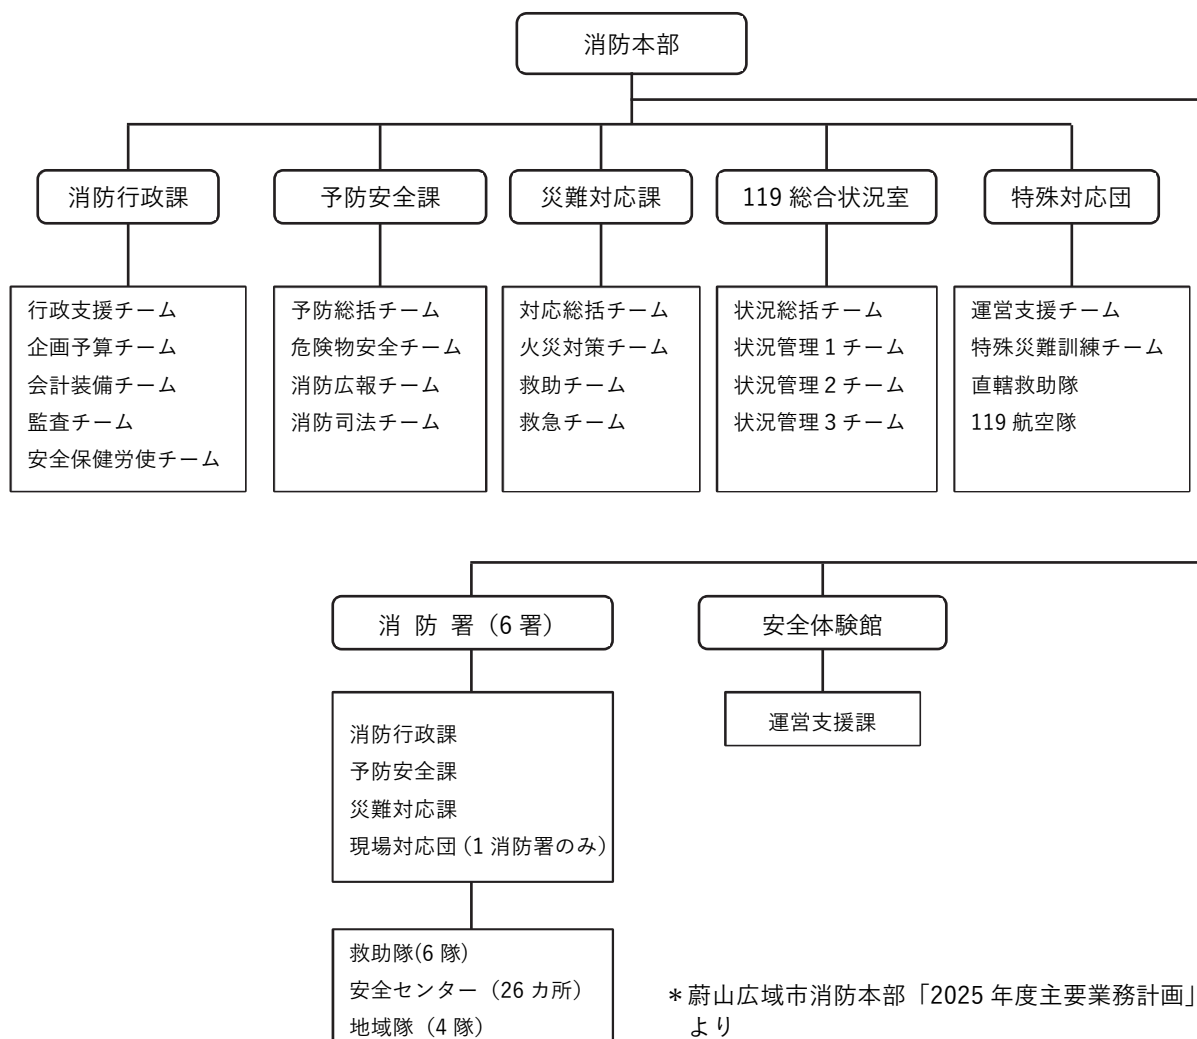 消防本部
消防行政課
予防安全課
災難対応課
119 総合状況室
特殊対応団
行政支援チーム
企画予算チーム
会計装備チーム
監査チーム
安全保健労使チーム
予防総括チーム
危険物安全チーム
消防広報チーム
消防司法チーム
対応総括チーム
火災対策チーム
救助チーム
救急チーム
状況総括チーム
状況管理 1 チーム
状況管理 2 チーム
状況管理 3 チーム
運営支援チーム
特殊災難訓練チーム
直轄救助隊
119 航空隊
消 防 署（6 署）
安全体験館
消防行政課
予防安全課
災難対応課
現場対応団 (1 消防署のみ)
運営支援課
救助隊(6 隊)
安全センター（26 カ所）
地域隊（4 隊）
＊蔚山広域市消防本部「2025 年度主要業務計画」
より